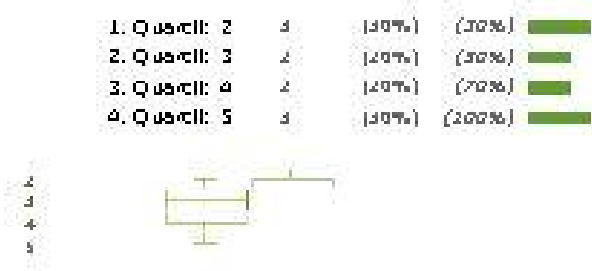 1. Quartil: 2 3 (30%) (30%)
2. Quartil: 3 2 (20%) (50%)
3. Quartil: 4 2 (20%) (70%)
4. Quartil: 5 3 (30%) (100%)
2
3
4
5